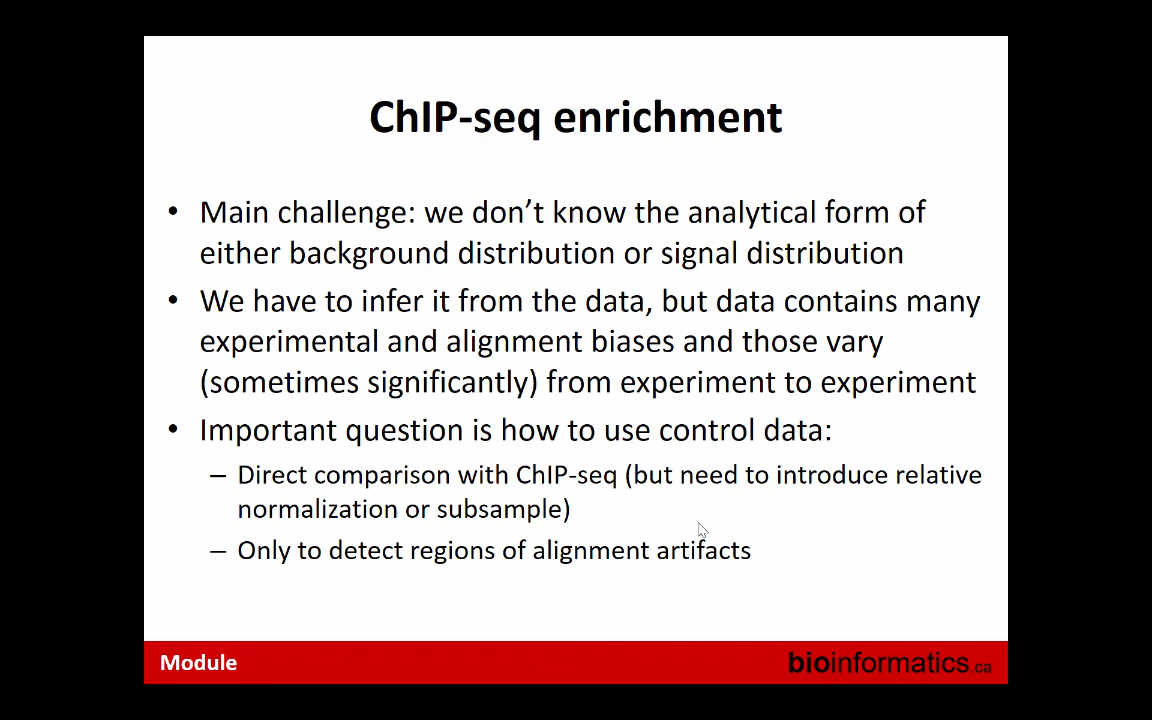 ChIP-seq enrichment
• Main challenge: we don’t know the analytical form of
either background distribution or signal distribution
• We have to infer it from the data, but data contains many
experimental and alignment biases and those vary
(sometimes significantly) from experiment to experiment
• Important question is how to use control data:
– Direct comparison with ChIP-seq (but need to introduce relative
normalization or subsample)
– Only to detect regions of alignment artifacts
Module
bioinformatics.ca